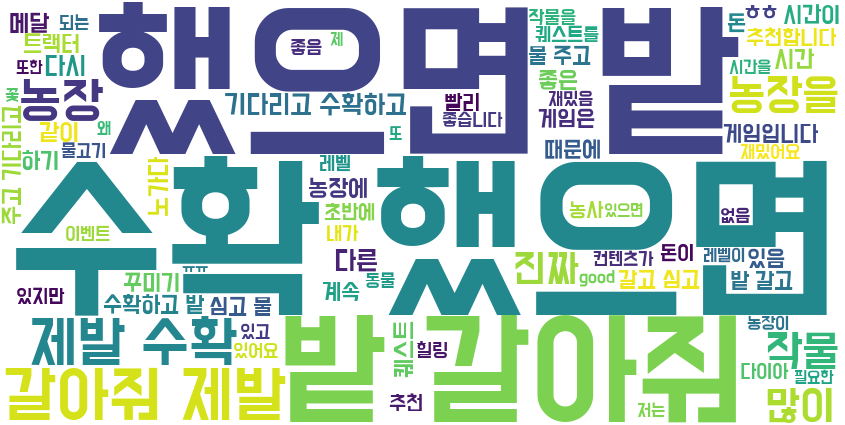 메달 되는
트랙터
또한 다시
했으면 밭
좋음 제
작물을
퀘스트를
물 주고
돈
ㅎㅎ 시간이
추천합니다
시간을 시간
꽃
농장
기다리고 수확하고
또
빨리
좋습니다
좋은
재밌음
게임은
농장을
같이 왜
물고기
하기
주고 기다리고
노가다
레벨
때문에
게임입니다
재밌어요
수확 했으면
농장에
초반에
내가
이벤트
농사 있으면
없음
ㅠㅠ
다른
진짜
컨텐츠가 돈이
레벨이 있음
있지만
꾸미기
수확하고 밭 심고 물
계속
동물
good 갈고 심고 밭 갈고
제발 수확
있고
있어요
밭 갈아줘
퀘스트
힐링
농장이
작물
다이아 필요한
갈아줘 제발
추천
저는
많이